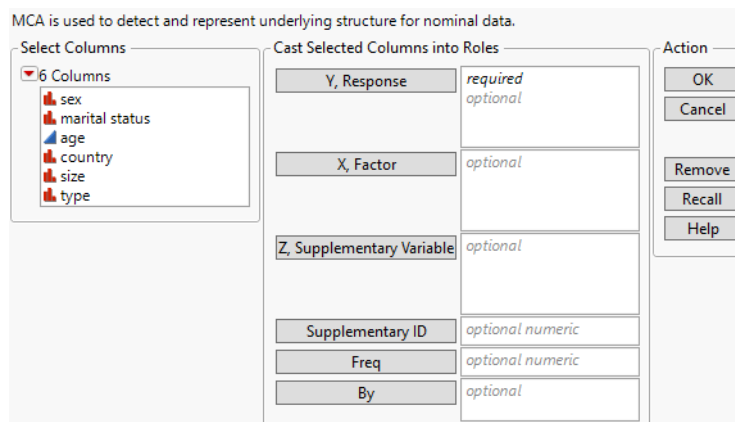 MCA is used to detect and represent underlying structure for nominal data.
Select Columns
6 Columns
sex
marital status
age
country
size
type
Cast Selected Columns into Roles
Y, Response
required
optional
X, Factor
optional
Z, Supplementary Variable
optional
Supplementary ID
optional numeric
Freq
optional numeric
By
optional
Action
OK
Cancel
Remove
Recall
Help